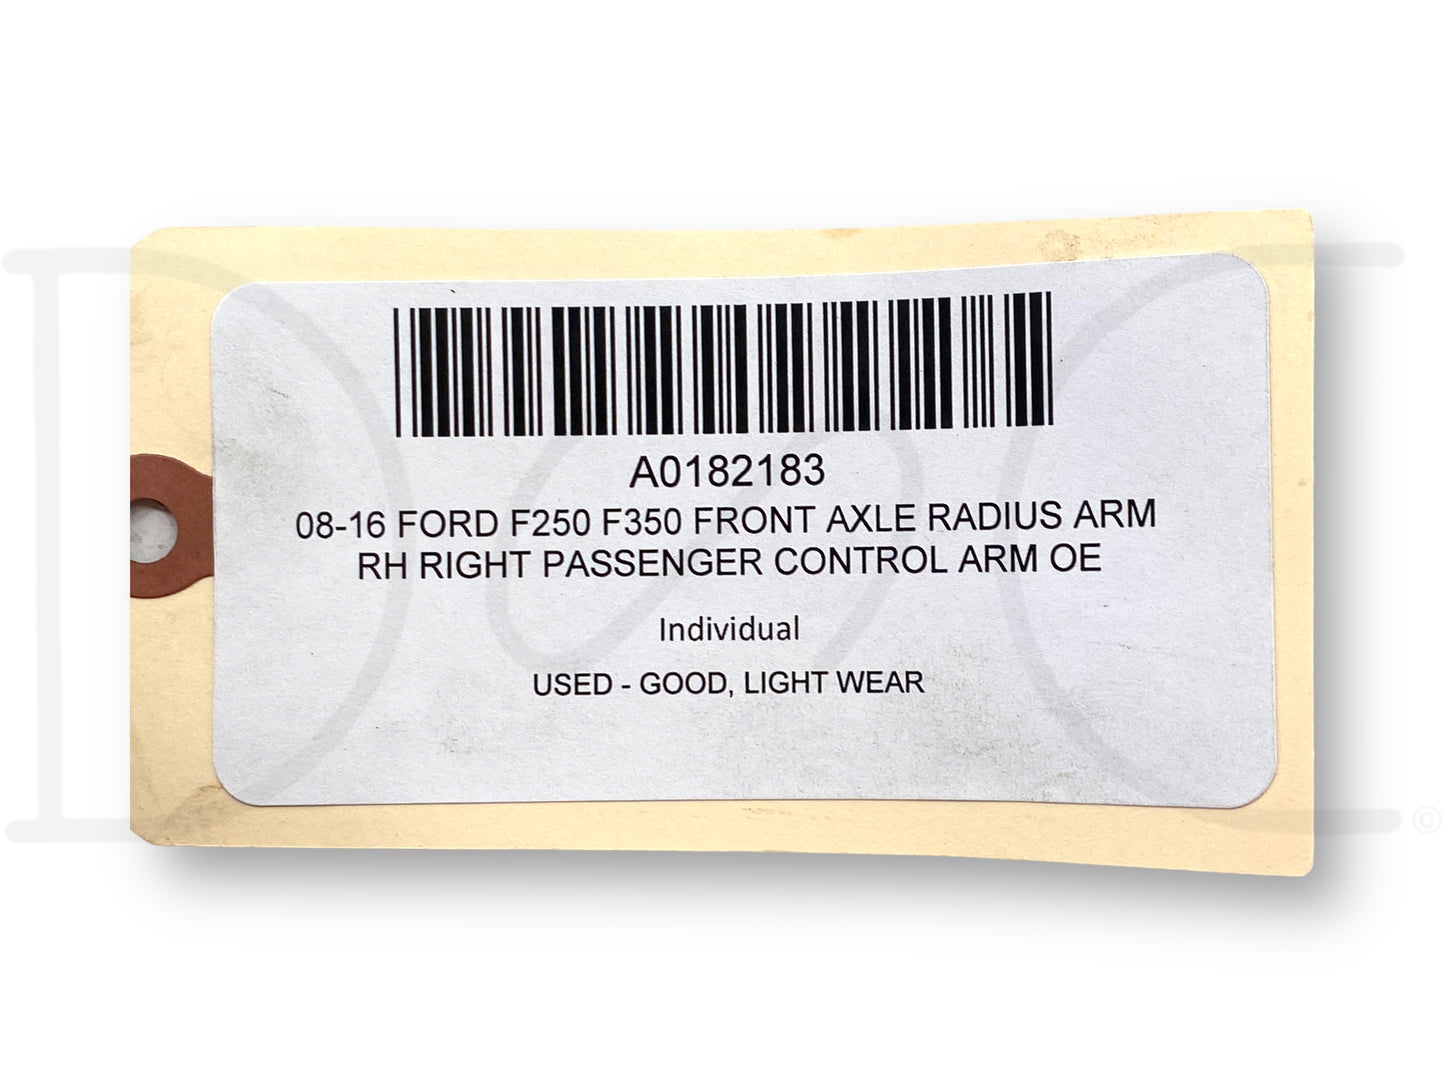 A0182183
08-16 FORD F250 F350 FRONT AXLE RADIUS ARM
RH RIGHT PASSENGER CONTROL ARM OE
Individual
USED - GOOD, LIGHT WEAR
©